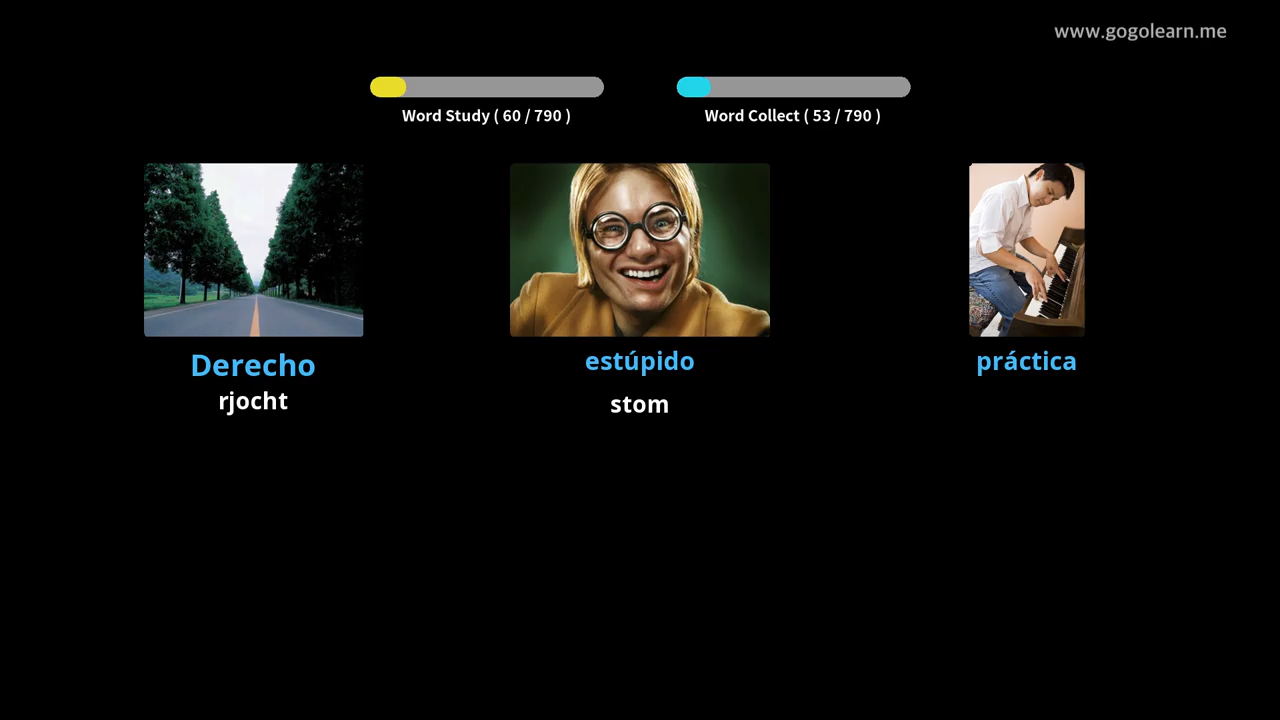 www.gogolearn.me
Word Study ( 60 / 790 )
Word Collect ( 53 / 790 )
Derecho
rjocht
estúpido
stom
práctica